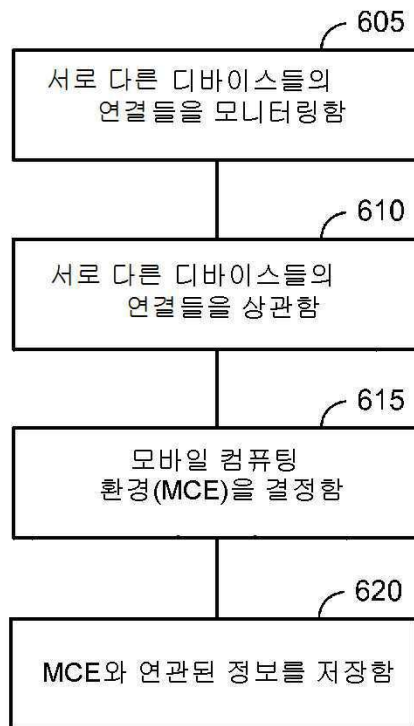 605
서로 다른 디바이스들의
연결들을 모니터링함
610
서로 다른 디바이스들의
연결들을 상관함
615
모바일 컴퓨팅
환경(MCE)을 결정함
620
MCE와 연관된 정보를 저장함